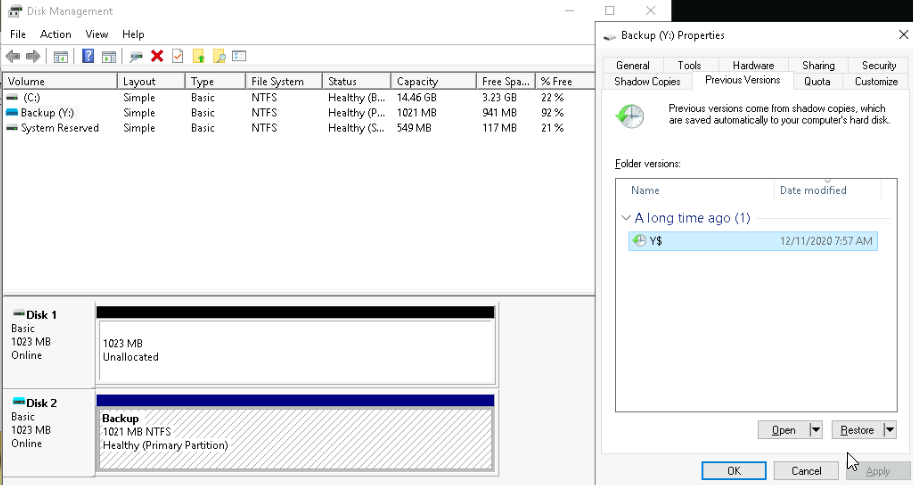 Disk Management
File Action View Help
Volume Layout Type File System Status Capacity Free Spa... % Free
(C:) Simple Basic NTFS Healthy (B... 14.46 GB 3.23 GB 22 %
Backup (Y:) Simple Basic NTFS Healthy (P... 1021 MB 941 MB 92 %
System Reserved Simple Basic NTFS Healthy (S... 549 MB 117 MB 21 %
Disk 1
Basic
1023 MB
Online
1023 MB
Unallocated
Disk 2
Basic
1023 MB
Online
Backup
1021 MB NTFS
Healthy (Primary Partition)
Backup (Y:) Properties
General Tools Hardware Sharing Security
Shadow Copies Previous Versions Quota Customize
Previous versions come from shadow copies, which
are saved automatically to your computer's hard disk.
Folder versions:
Name Date modified
A long time ago (1)
Y$ 12/11/2020 7:57 AM
Open Restore
OK Cancel Apply